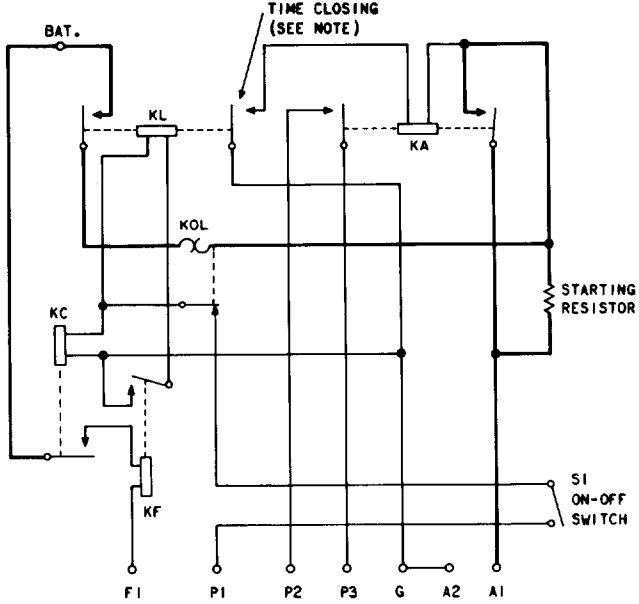 TIME CLOSING
(SEE NOTE)
BAT.
KL
KA
KOL
STARTING
RESISTOR
KC
KF
S1
ON-OFF
SWITCH
F1
P1
P2
P3
G
A2
A1